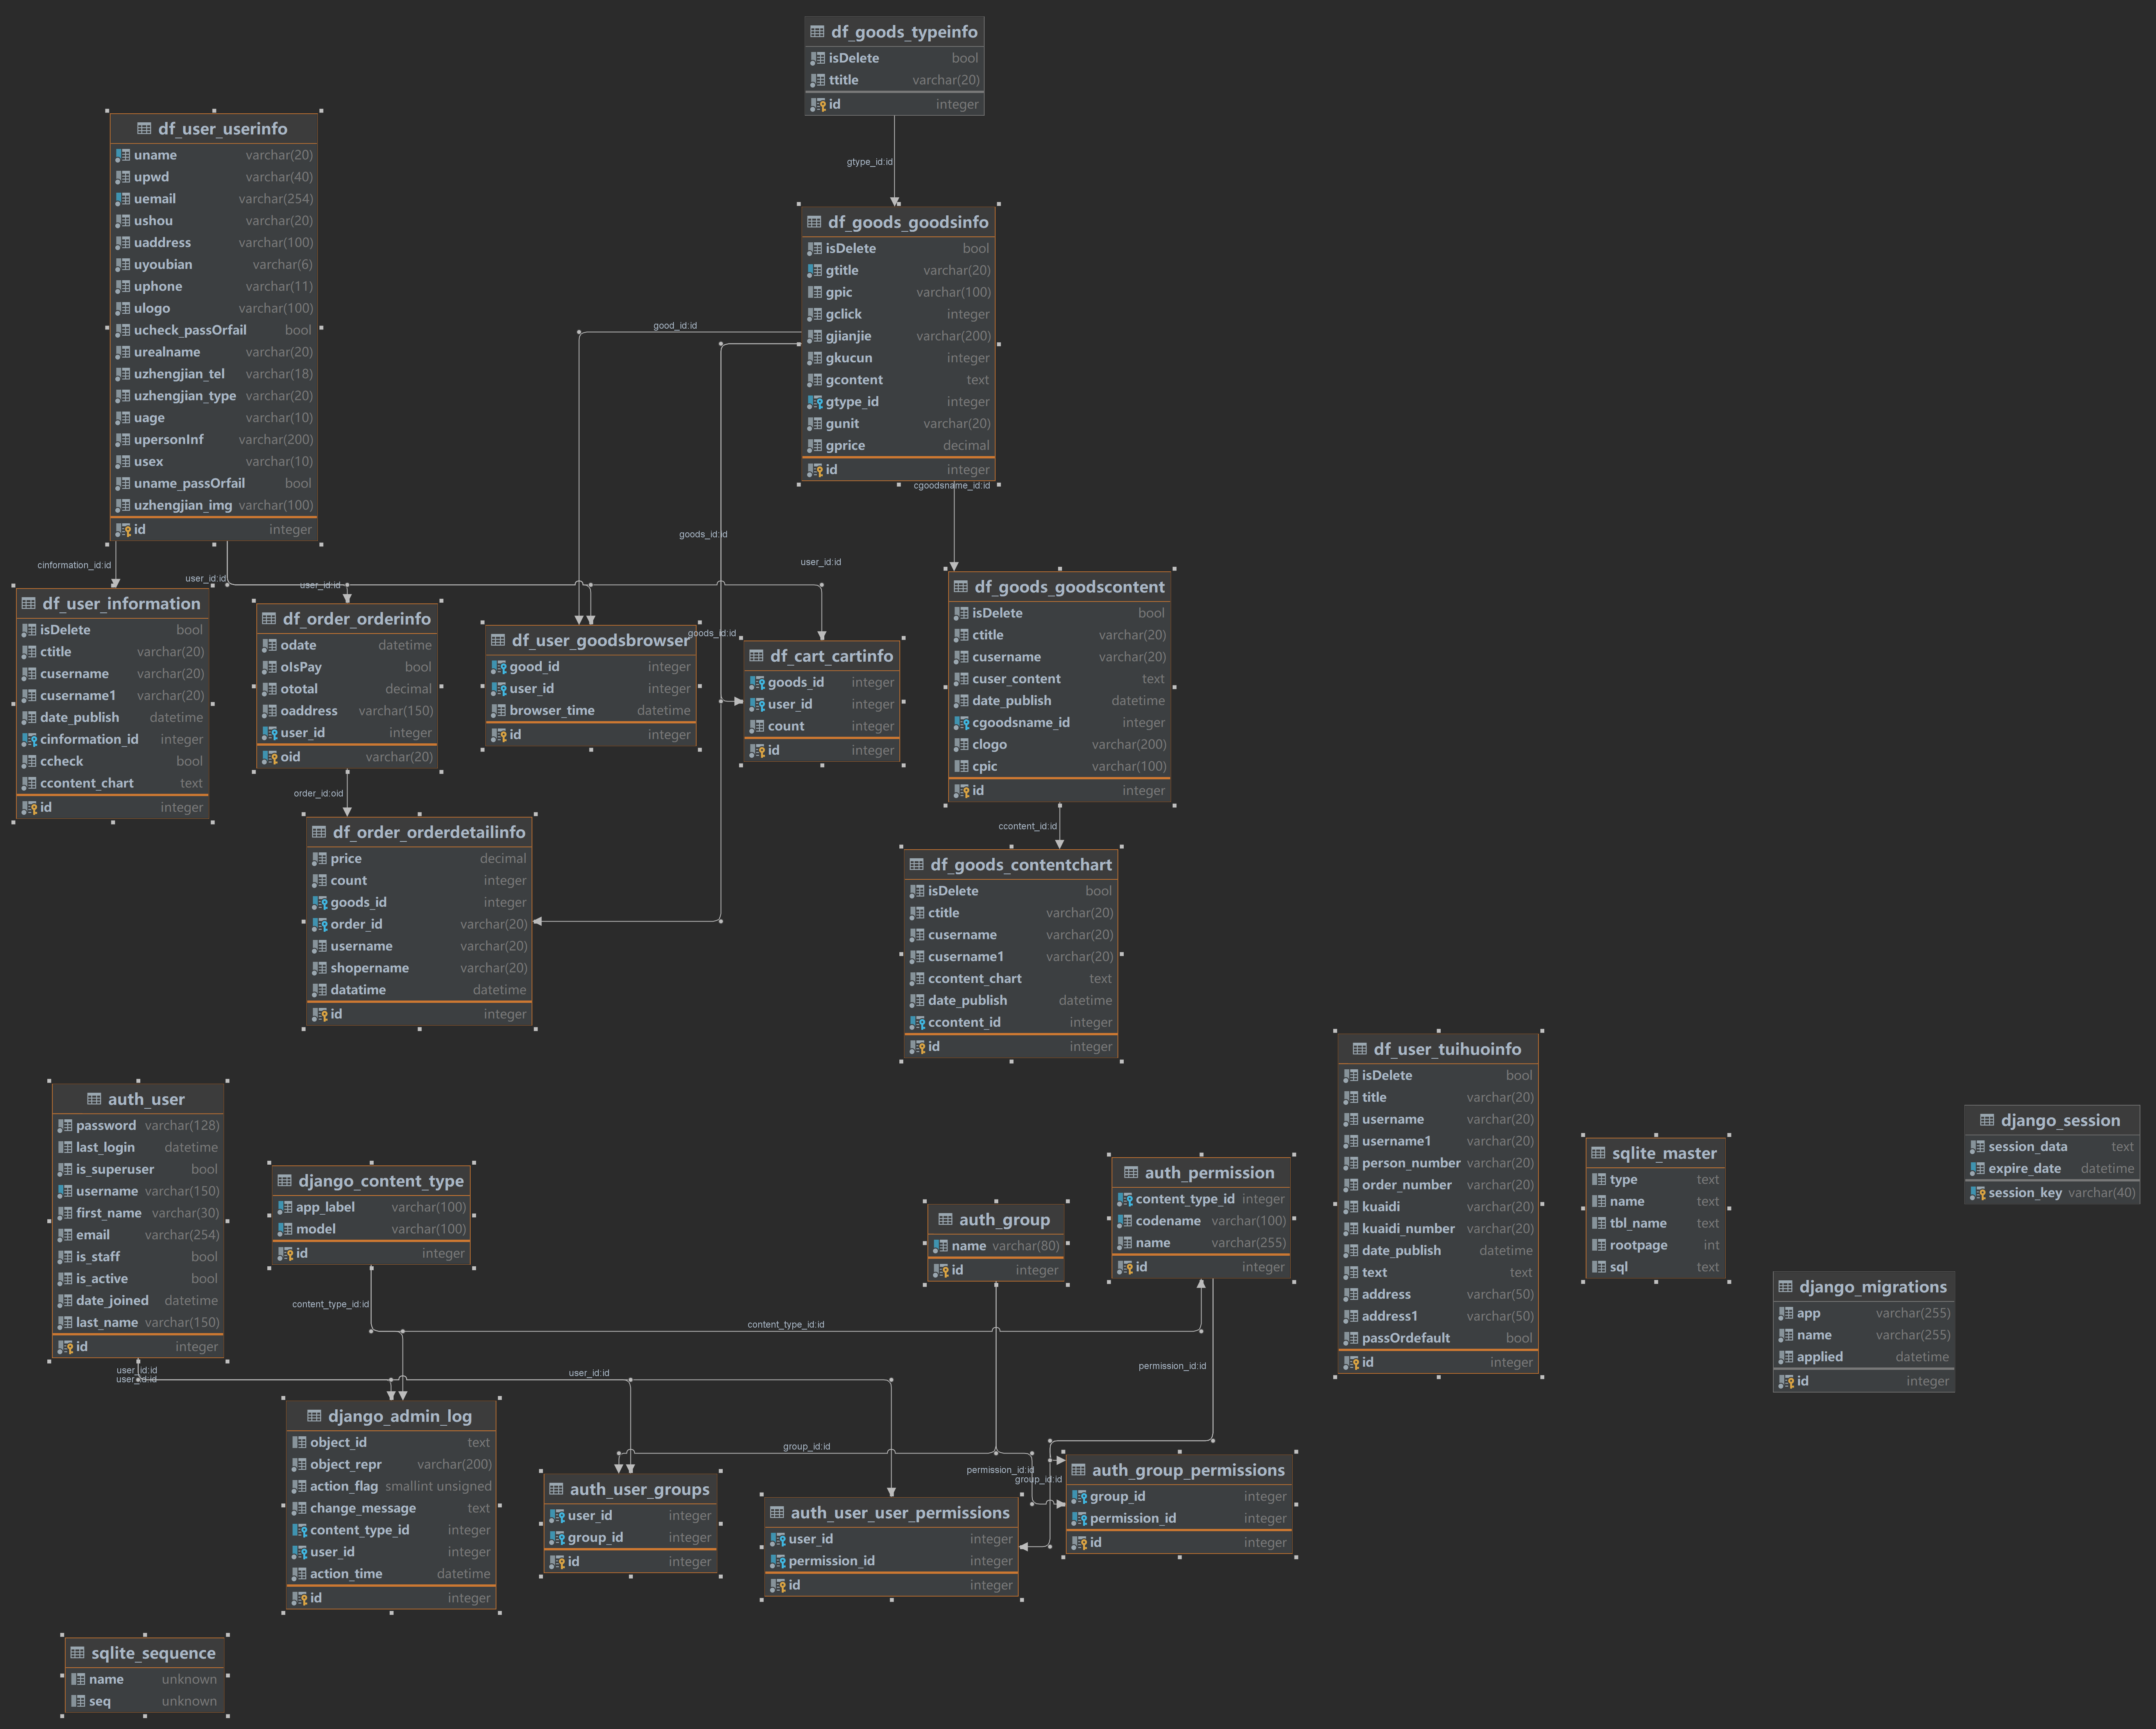 df_goods_typeinfo
isDelete bool
ttitle varchar(20)
id integer
gtype_id:id
df_user_userinfo
uname varchar(20)
upwd varchar(40)
uemail varchar(254)
ushou varchar(20)
uaddress varchar(100)
uyoubian varchar(6)
uphone varchar(11)
ulogo varchar(100)
ucheck_passOrfail bool
urealname varchar(20)
uzhengjian_tel varchar(18)
uzhengjian_type varchar(20)
uage varchar(10)
upersonInf varchar(200)
usex varchar(10)
uname_passOrfail bool
uzhengjian_img varchar(100)
id integer
df_goods_goodsinfo
isDelete bool
gtitle varchar(20)
gpic varchar(100)
gclick integer
gjianjie varchar(200)
gkucun integer
gcontent text
gtype_id integer
gunit varchar(20)
gprice decimal
id integer
good_id:id
cgoodsname_id:id
goods_id:id
user_id:id
cinformation_id:id
user_id:id
user_id:id
goods_id:id
df_user_information
isDelete bool
ctitle varchar(20)
cusername varchar(20)
cusername1 varchar(20)
date_publish datetime
cinformation_id integer
ccheck bool
ccontent_chart text
id integer
df_order_orderinfo
odate datetime
oIsPay bool
ototal decimal
oaddress varchar(150)
user_id integer
oid varchar(20)
df_user_goodsbrowser
good_id integer
user_id integer
browser_time datetime
id integer
df_cart_cartinfo
goods_id integer
user_id integer
count integer
id integer
df_goods_goodscontent
isDelete bool
ctitle varchar(20)
cusername varchar(20)
cuser_content text
date_publish datetime
cgoodsname_id integer
clogo varchar(200)
cpic varchar(100)
id integer
order_id:oid
ccontent_id:id
df_order_orderdetailinfo
price decimal
count integer
goods_id integer
order_id varchar(20)
username varchar(20)
shopername varchar(20)
datatime datetime
id integer
df_goods_contentchart
isDelete bool
ctitle varchar(20)
cusername varchar(20)
cusername1 varchar(20)
ccontent_chart text
date_publish datetime
ccontent_id integer
id integer
df_user_tuihuoinfo
isDelete bool
title varchar(20)
username varchar(20)
username1 varchar(20)
person_number varchar(20)
order_number varchar(20)
kuaidi varchar(20)
kuaidi_number varchar(20)
date_publish datetime
text text
address varchar(50)
address1 varchar(50)
passOrdefault bool
id integer
auth_user
password varchar(128)
last_login datetime
is_superuser bool
username varchar(150)
first_name varchar(30)
email varchar(254)
is_staff bool
is_active bool
date_joined datetime
last_name varchar(150)
id integer
django_content_type
app_label varchar(100)
model varchar(100)
id integer
auth_group
name varchar(80)
id integer
auth_permission
content_type_id integer
codename varchar(100)
name varchar(255)
id integer
sqlite_master
type text
name text
tbl_name text
rootpage int
sql text
django_session
session_data text
expire_date datetime
session_key varchar(40)
django_migrations
app varchar(255)
name varchar(255)
applied datetime
id integer
content_type_id:id
content_type_id:id
permission_id:id
user_id:id
user_id:id
user_id:id
group_id:id
permission_id:id
group_id:id
django_admin_log
object_id text
object_repr varchar(200)
action_flag smallint unsigned
change_message text
content_type_id integer
user_id integer
action_time datetime
id integer
auth_user_groups
user_id integer
group_id integer
id integer
auth_user_user_permissions
user_id integer
permission_id integer
id integer
auth_group_permissions
group_id integer
permission_id integer
id integer
sqlite_sequence
name unknown
seq unknown